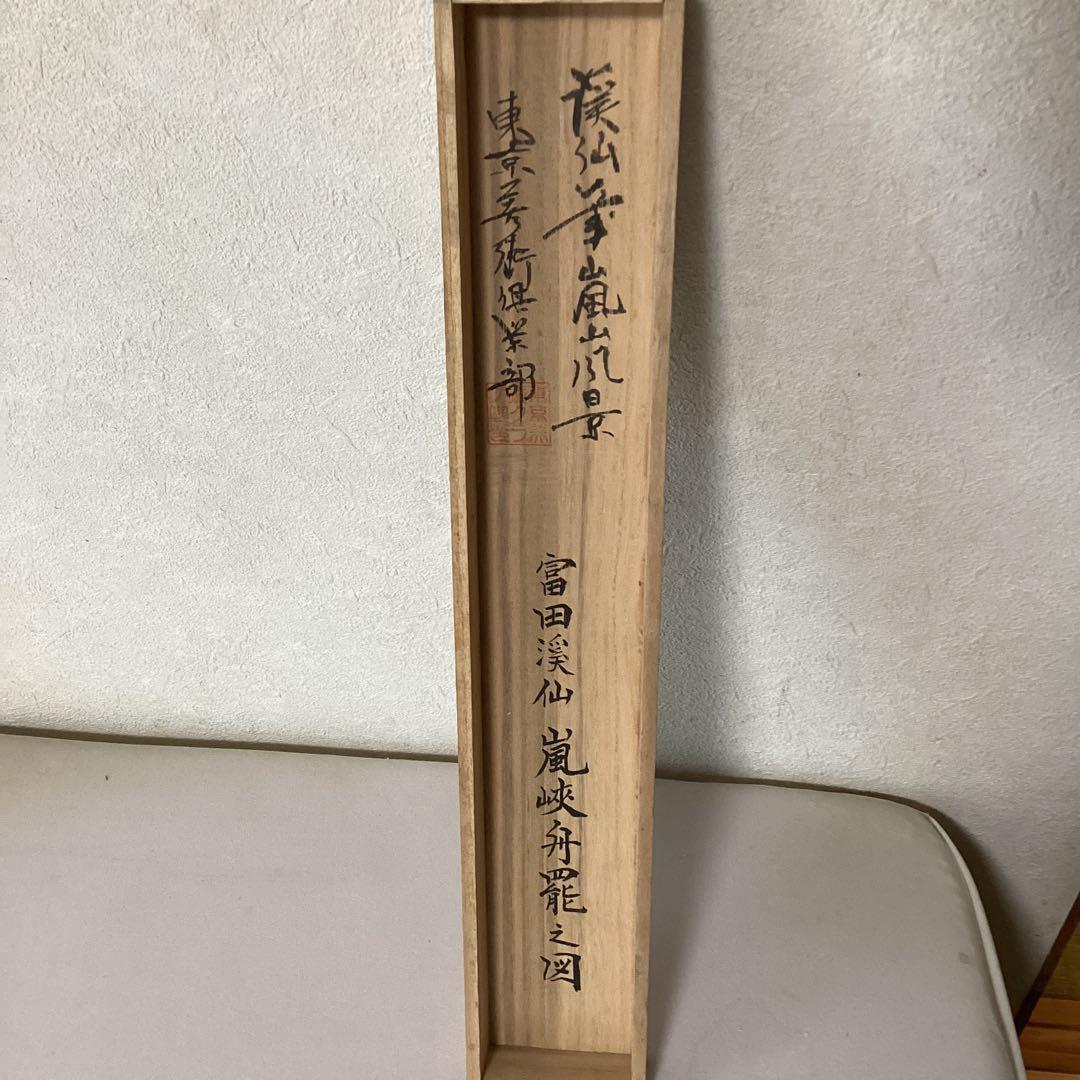 渓仙筆嵐山風景
東京美術倶楽部
富田渓仙 嵐峡舟罷之図